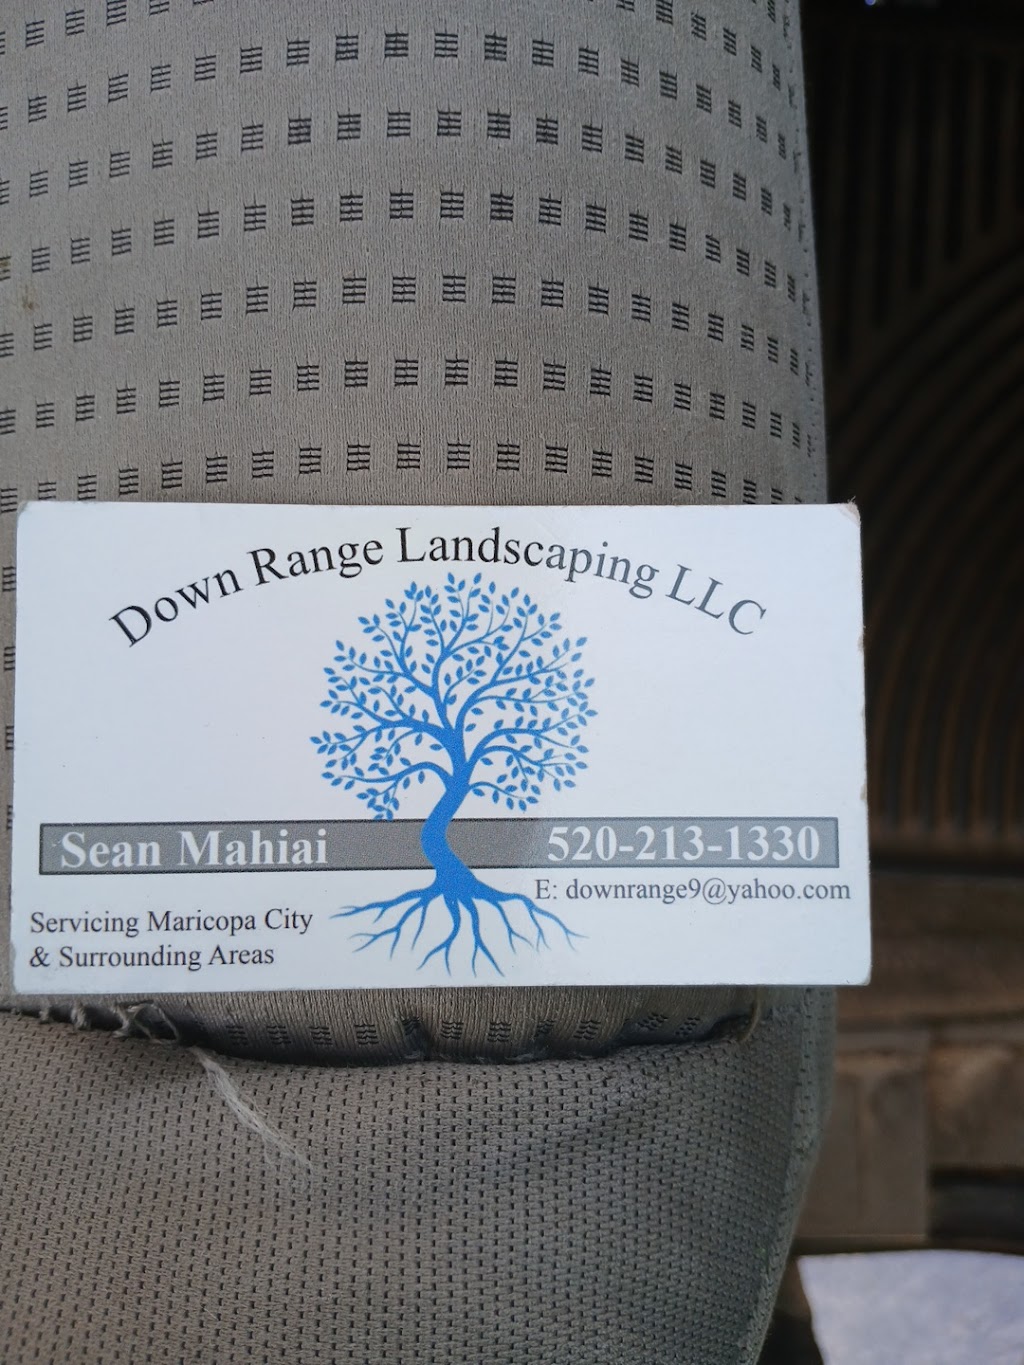 Down Range Landscaping LLC
Sean Mahiai
520-213-1330
E: downrange9@yahoo.com
Servicing Maricopa City
& Surrounding Areas